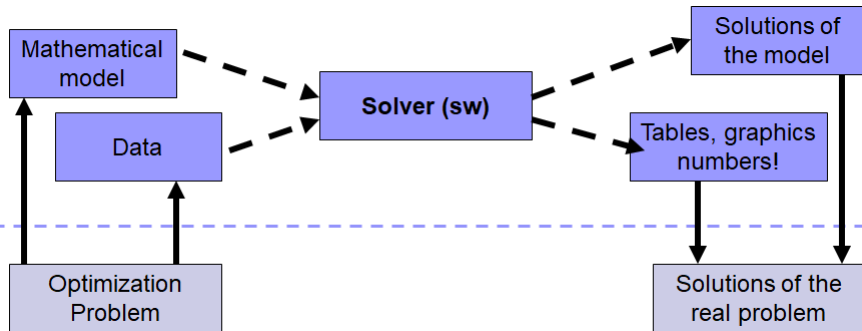 Mathematical
model
Data
Solver (sw)
Solutions of
the model
Tables, graphics
numbers!
Optimization
Problem
Solutions of the
real problem